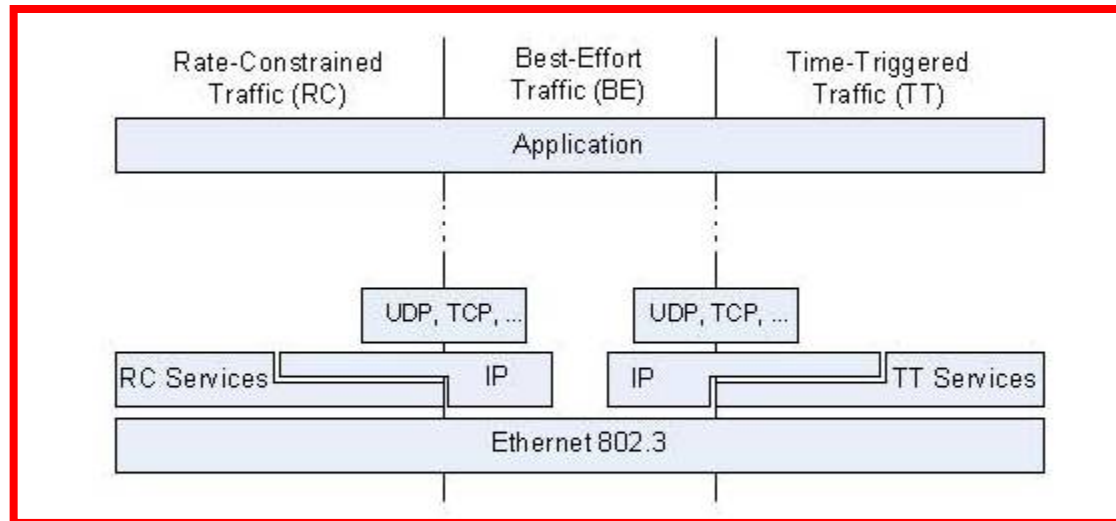 Rate-Constrained
Traffic (RC)
Best-Effort
Traffic (BE)
Time-Triggered
Traffic (TT)
Application
UDP, TCP, ...
UDP, TCP, ...
RC Services
IP
IP
TT Services
Ethernet 802.3